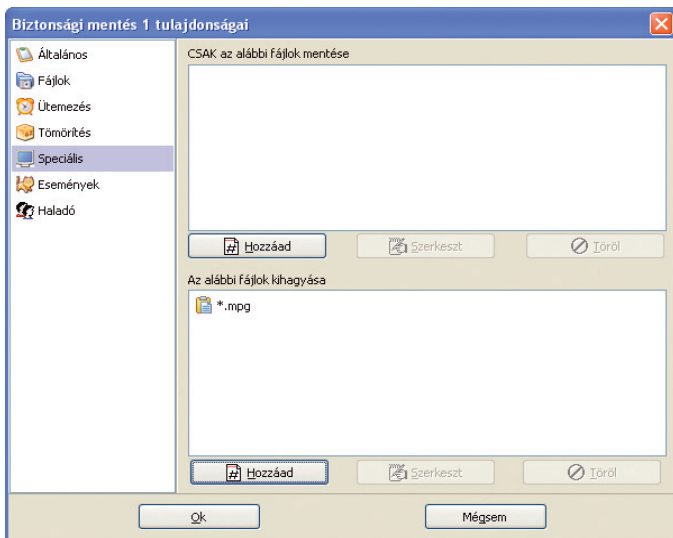 Biztonsági mentés 1 tulajdonságai
Általános
Fájlok
Ütemezés
Tömörítés
Speciális
Események
Haladó
CSAK az alábbi fájlok mentése
Hozzáad
Szerkeszt
Töröl
Az alábbi fájlok kihagyása
*.mpg
Hozzáad
Szerkeszt
Töröl
Ok
Mégsem